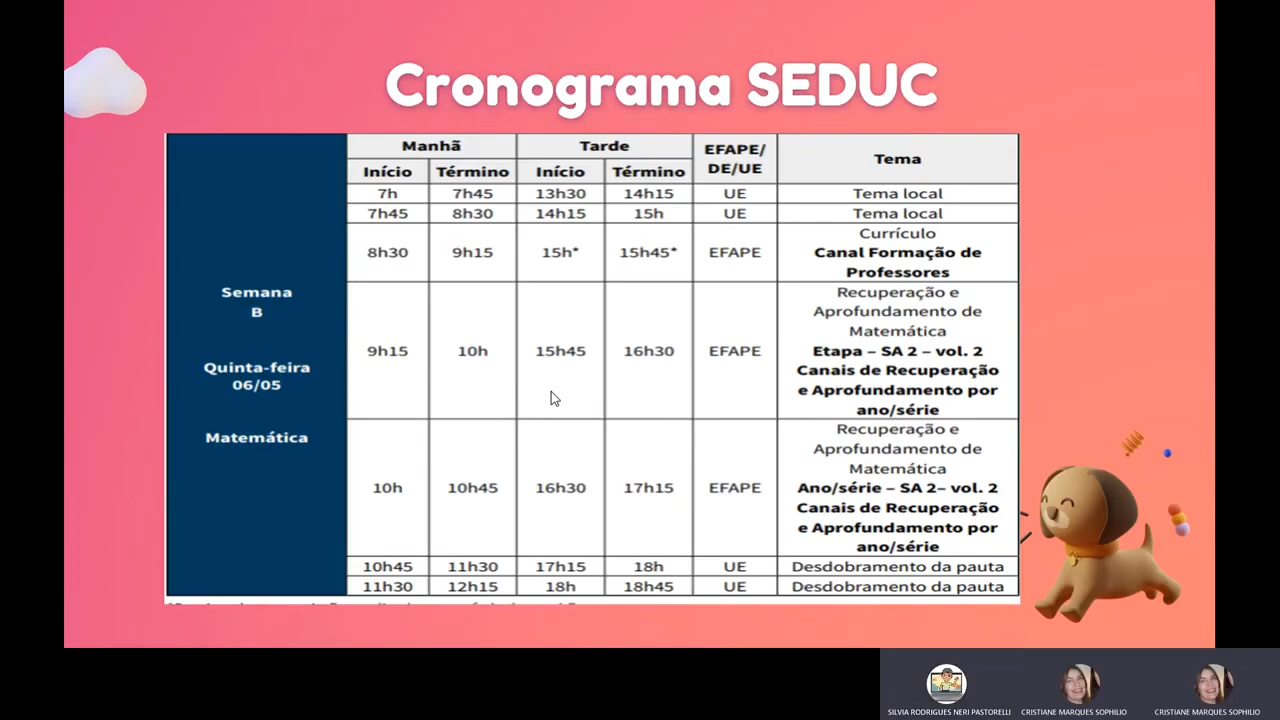 Cronograma SEDUC
Manhã Tarde EFAPE/ DE/UE Tema
Início Término Início Término
Semana
B
Quinta-feira
06/05
Matemática
7h 7h45 13h30 14h15 UE Tema local
7h45 8h30 14h15 15h UE Tema local
8h30 9h15 15h* 15h45* EFAPE Currículo
Canal Formação de
Professores
9h15 10h 15h45 16h30 EFAPE Recuperação e
Aprofundamento de
Matemática
Etapa – SA 2 – vol. 2
Canais de Recuperação
e Aprofundamento por
ano/série
10h 10h45 16h30 17h15 EFAPE Recuperação e
Aprofundamento de
Matemática
Ano/série – SA 2– vol. 2
Canais de Recuperação
e Aprofundamento por
ano/série
10h45 11h30 17h15 18h UE Desdobramento da pauta
11h30 12h15 18h 18h45 UE Desdobramento da pauta
SILVIA RODRIGUES NERI PASTORELLI CRISTIANE MARQUES SOPHILIO CRISTIANE MARQUES SOPHILIO